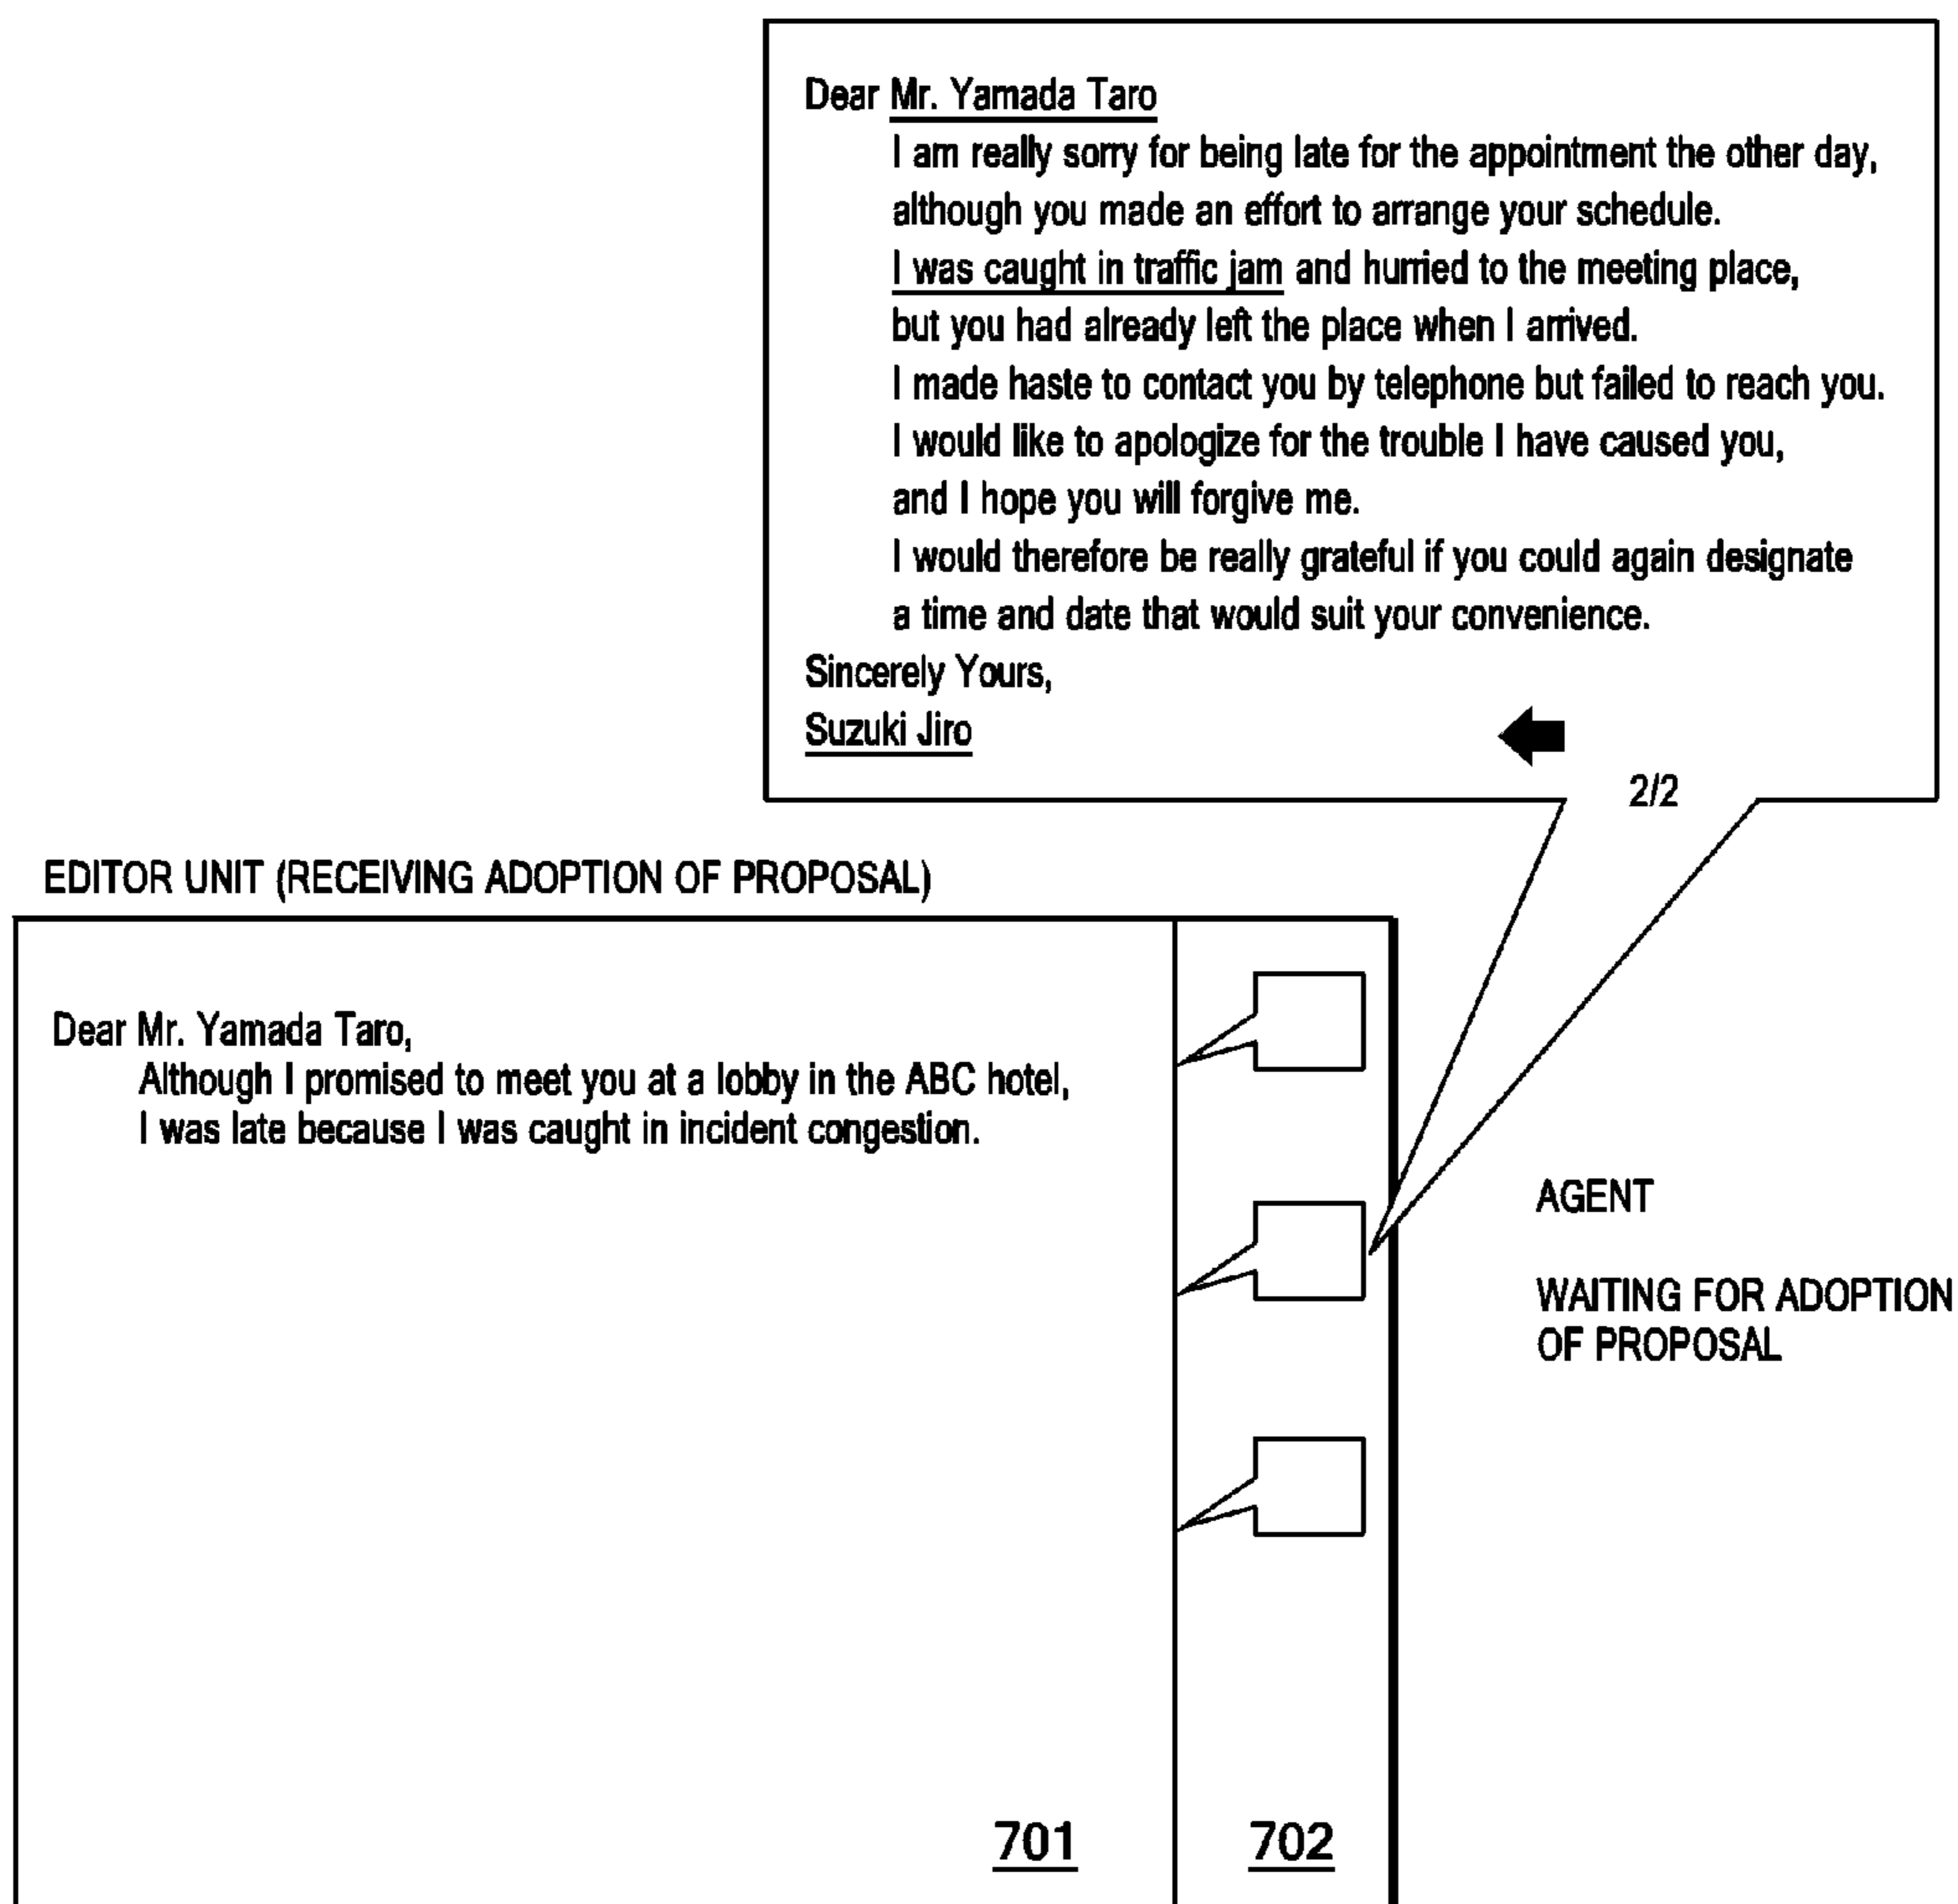 Dear Mr. Yamada Taro
I am really sorry for being late for the appointment the other day,
although you made an effort to arrange your schedule.
I was caught in traffic jam and hurried to the meeting place,
but you had already left the place when I arrived.
I made haste to contact you by telephone but failed to reach you.
I would like to apologize for the trouble I have caused you,
and I hope you will forgive me.
I would therefore be really grateful if you could again designate
a time and date that would suit your convenience.
Sincerely Yours,
Suzuki Jiro
2/2
EDITOR UNIT (RECEIVING ADOPTION OF PROPOSAL)
Dear Mr. Yamada Taro,
Although I promised to meet you at a lobby in the ABC hotel,
I was late because I was caught in incident congestion.
AGENT
WAITING FOR ADOPTION
OF PROPOSAL
701
702